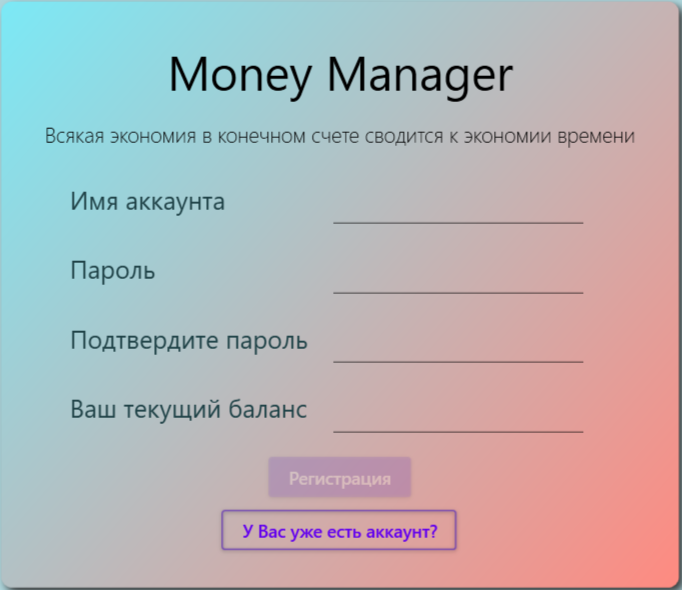 Money Manager
Всякая экономия в конечном счете сводится к экономии времени
Имя аккаунта
Пароль
Подтвердите пароль
Ваш текущий баланс
Регистрация
У Вас уже есть аккаунт?